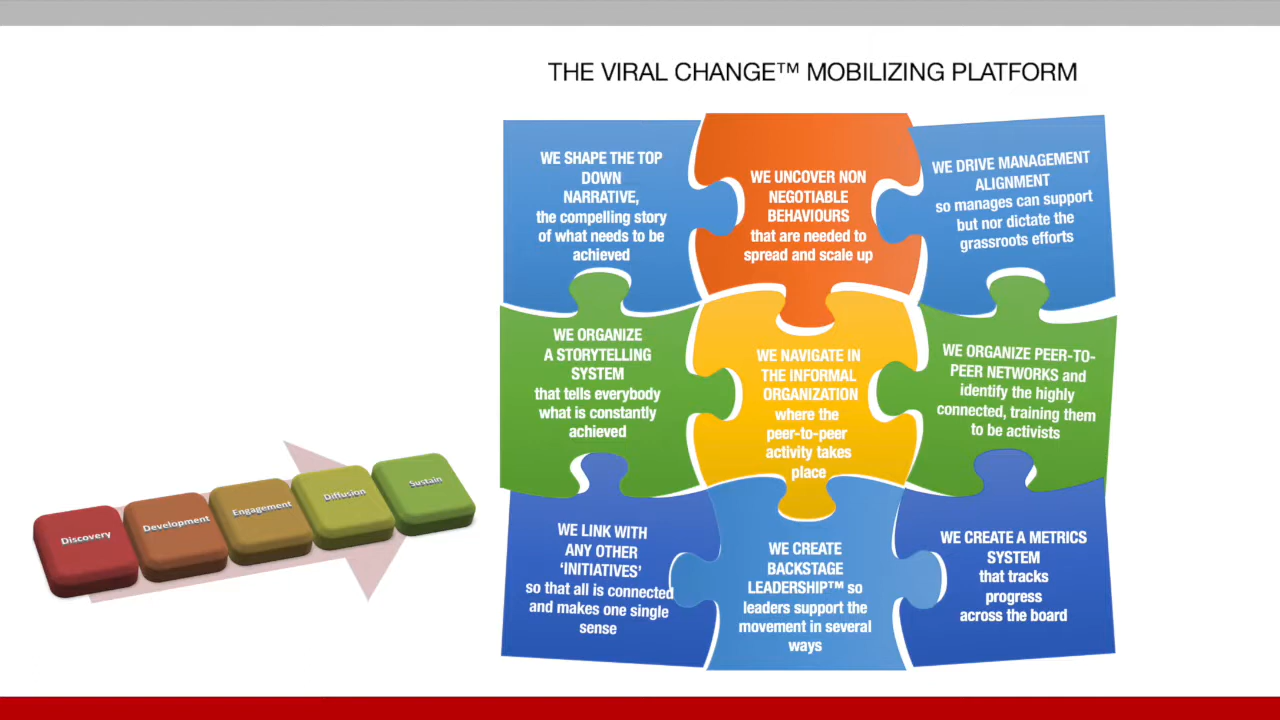 THE VIRAL CHANGE™ MOBILIZING PLATFORM
WE SHAPE THE TOP
DOWN
NARRATIVE,
the compelling story
of what needs to be
achieved
WE UNCOVER NON
NEGOTIABLE
BEHAVIOURS
that are needed to
spread and scale up
WE DRIVE MANAGEMENT
ALIGNMENT
so manages can support
but nor dictate the
grassroots efforts
WE ORGANIZE
A STORYTELLING
SYSTEM
that tells everybody
what is constantly
achieved
WE NAVIGATE IN
THE INFORMAL
ORGANIZATION
where the
peer-to-peer
activity takes
place
WE ORGANIZE PEER-TO-
PEER NETWORKS and
identify the highly
connected, training them
to be activists
WE LINK WITH
ANY OTHER
‘INITIATIVES’
so that all is connected
and makes one single
sense
WE CREATE
BACKSTAGE
LEADERSHIP™ so
leaders support the
movement in several
ways
WE CREATE A METRICS
SYSTEM
that tracks
progress
across the board
Discovery
Development
Engagement
Diffusion
Sustain